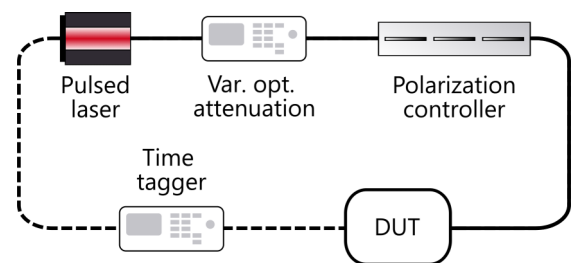 Pulsed
laser
Var. opt.
attenuation
Polarization
controller
Time
tagger
DUT